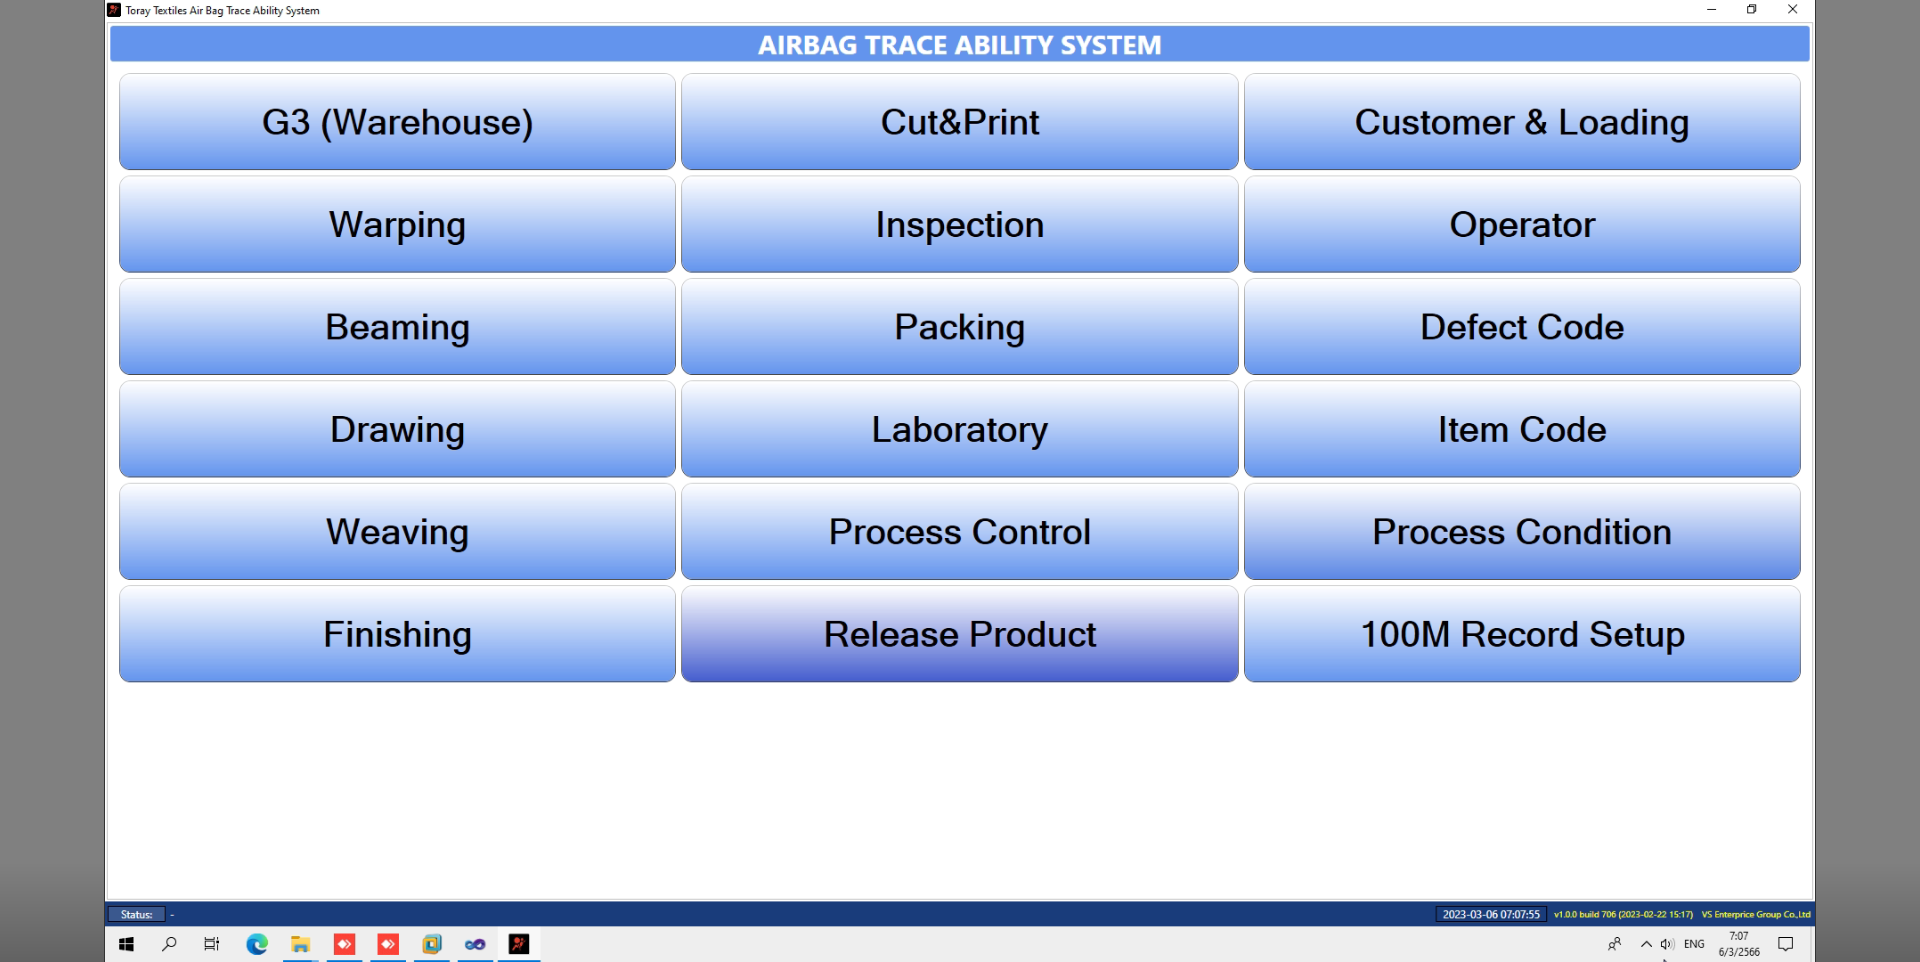 Toray Textiles Air Bag Trace Ability System
AIRBAG TRACE ABILITY SYSTEM
G3 (Warehouse)
Cut&Print
Customer & Loading
Warping
Inspection
Operator
Beaming
Packing
Defect Code
Drawing
Laboratory
Item Code
Weaving
Process Control
Process Condition
Finishing
Release Product
100M Record Setup
Status: -
2023-03-06 07:07:55
v1.0.0 build 706 (2023-02-22 15:17)
VS Enterprice Group Co.,Ltd
ENG
7:07
6/3/2566